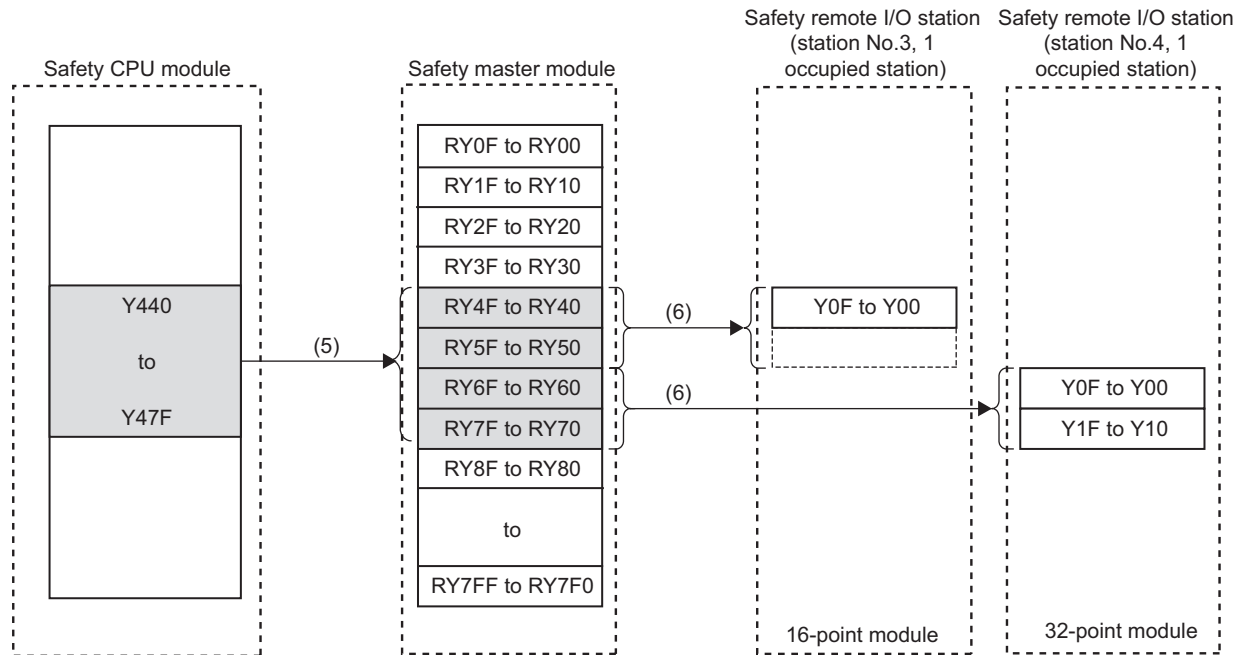 Safety remote I/O station
(station No.3, 1
occupied station)
Safety remote I/O station
(station No.4, 1
occupied station)
Safety CPU module
Safety master module
RY0F to RY00
RY1F to RY10
RY2F to RY20
RY3F to RY30
Y440
to
Y47F
(5)
RY4F to RY40
RY5F to RY50
RY6F to RY60
RY7F to RY70
RY8F to RY80
to
RY7FF to RY7F0
(6)
(6)
Y0F to Y00
Y0F to Y00
Y1F to Y10
16-point module
32-point module